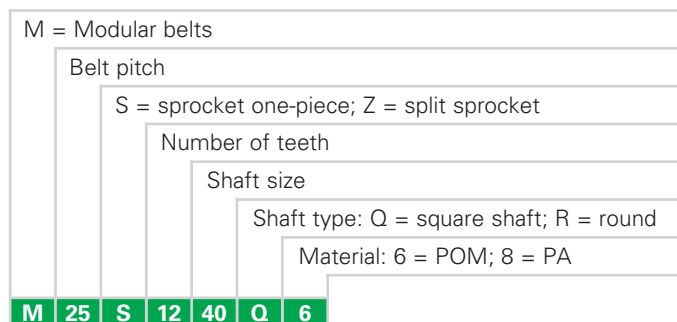 M = Modular belts
Belt pitch
S = sprocket one-piece; Z = split sprocket
Number of teeth
Shaft size
Shaft type: Q = square shaft; R = round
Material: 6 = POM; 8 = PA
M 25 S 12 40 Q 6